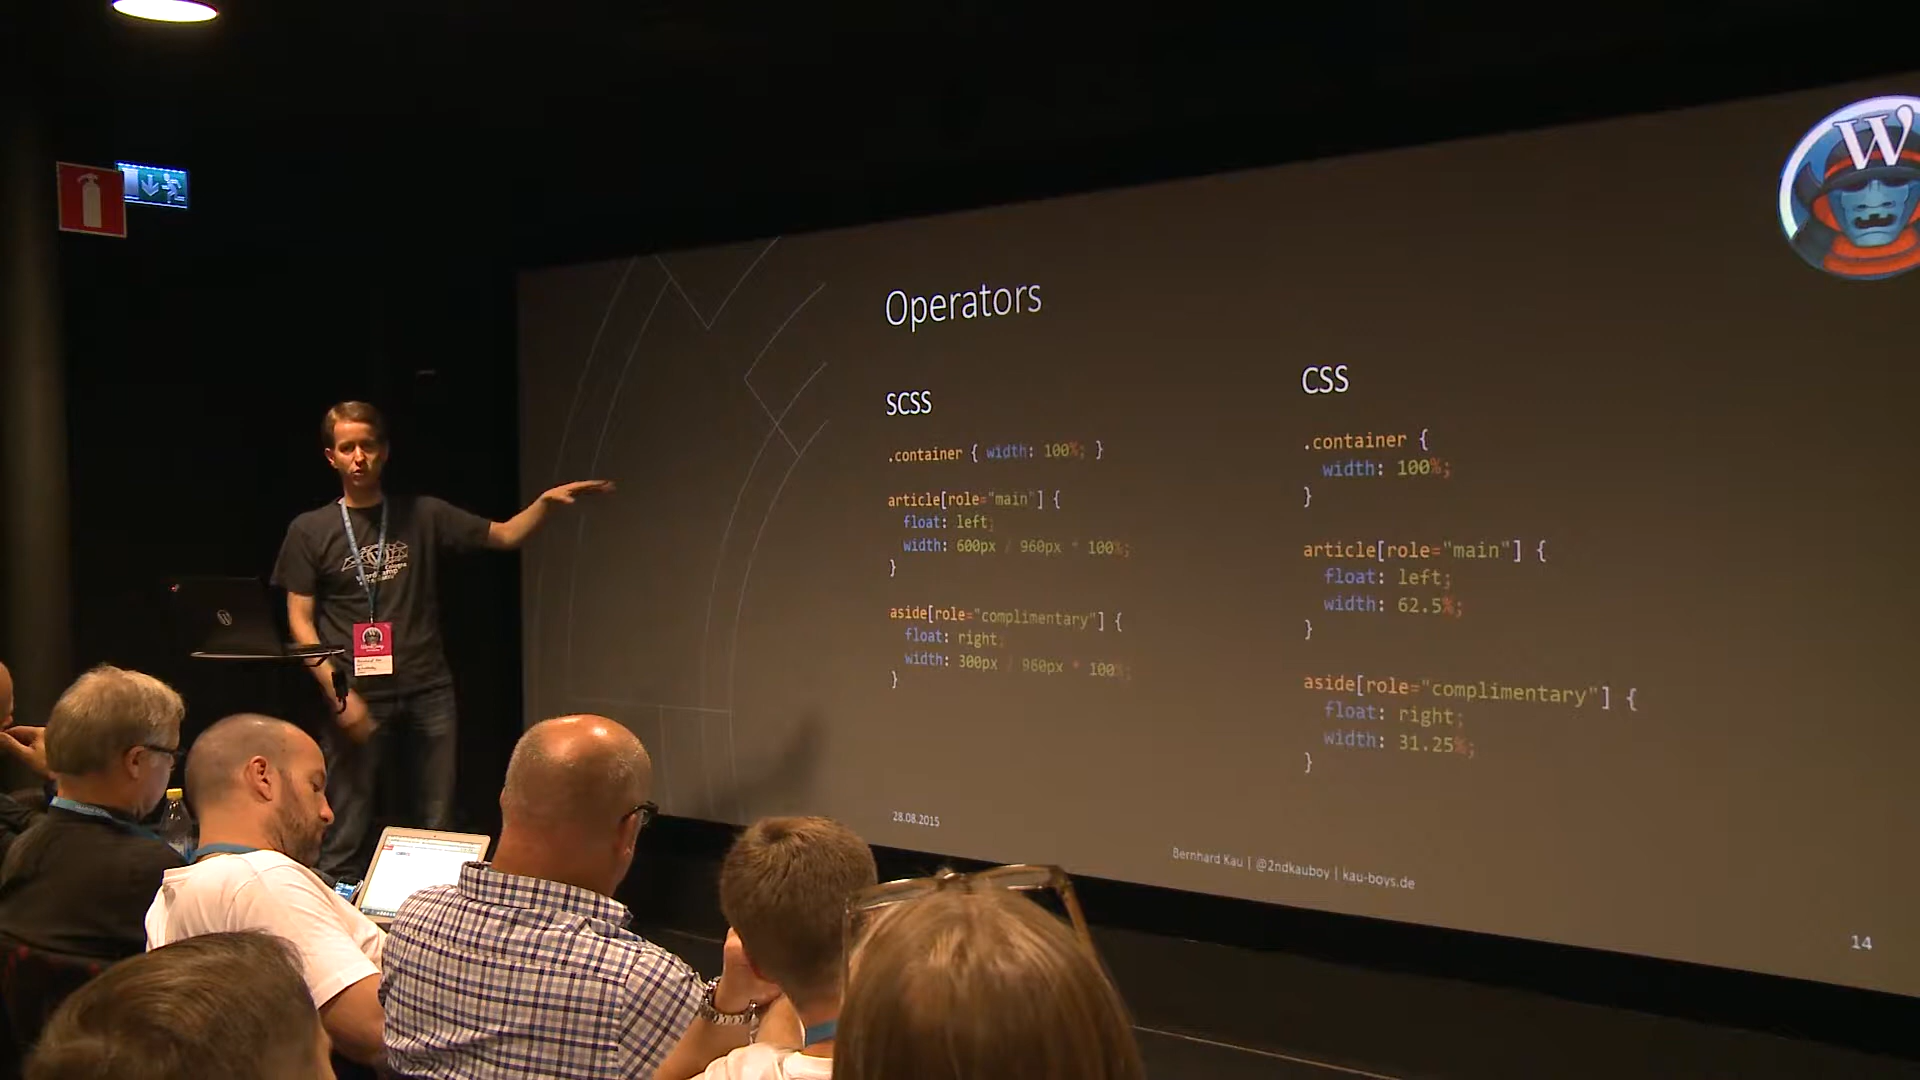 Operators
SCSS
.container { width: 100%; }
article[role="main"] {
float: left;
width: 600px / 960px * 100%;
}
aside[role="complimentary"] {
float: right;
width: 300px / 960px * 100%;
}
CSS
.container {
width: 100%;
}
article[role="main"] {
float: left;
width: 62.5%;
}
aside[role="complimentary"] {
float: right;
width: 31.25%;
}
28.08.2015
Bernhard Kau | @2ndkauboy | kau-boys.de
14
W